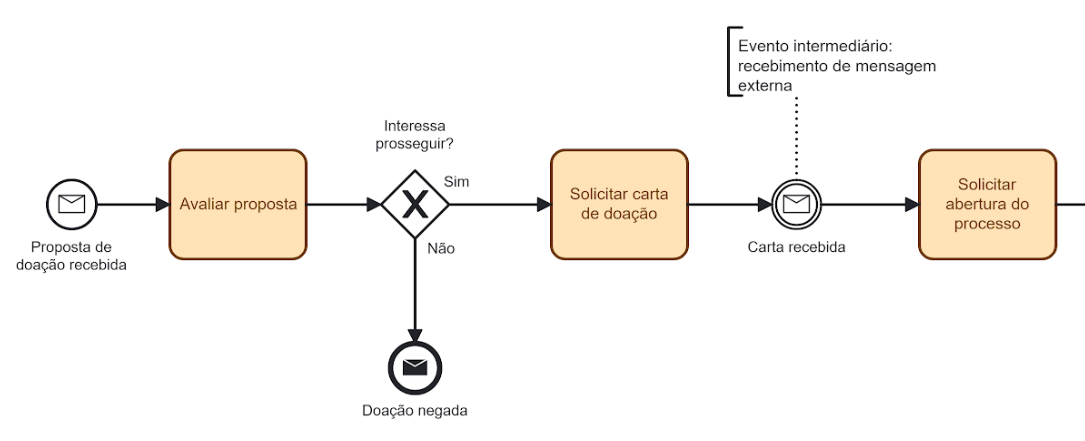 Evento intermediário:
recebimento de mensagem
externa
Interessa
prosseguir?
Proposta de
doação recebida
Avaliar proposta
Sim
Não
Doação negada
Solicitar carta
de doação
Carta recebida
Solicitar
abertura do
processo